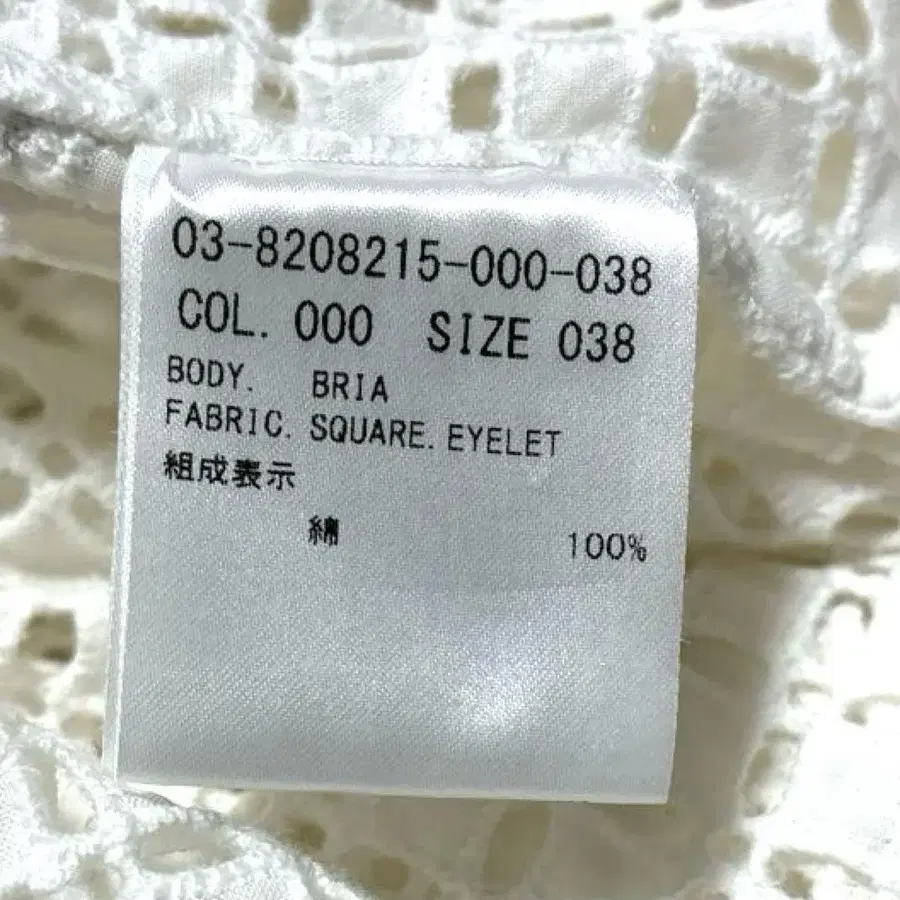 03-8208215-000-038
COL. 000 SIZE 038
BODY. BRIA
FABRIC. SQUARE. EYELET
組成表示
綿 100%